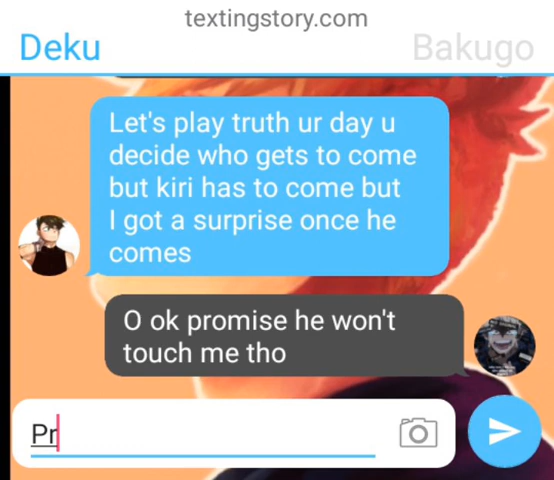 textingstory.com
Deku
Bakugo
Let's play truth ur day u
decide who gets to come
but kiri has to come but
I got a surprise once he
comes
O ok promise he won't
touch me tho
Pr